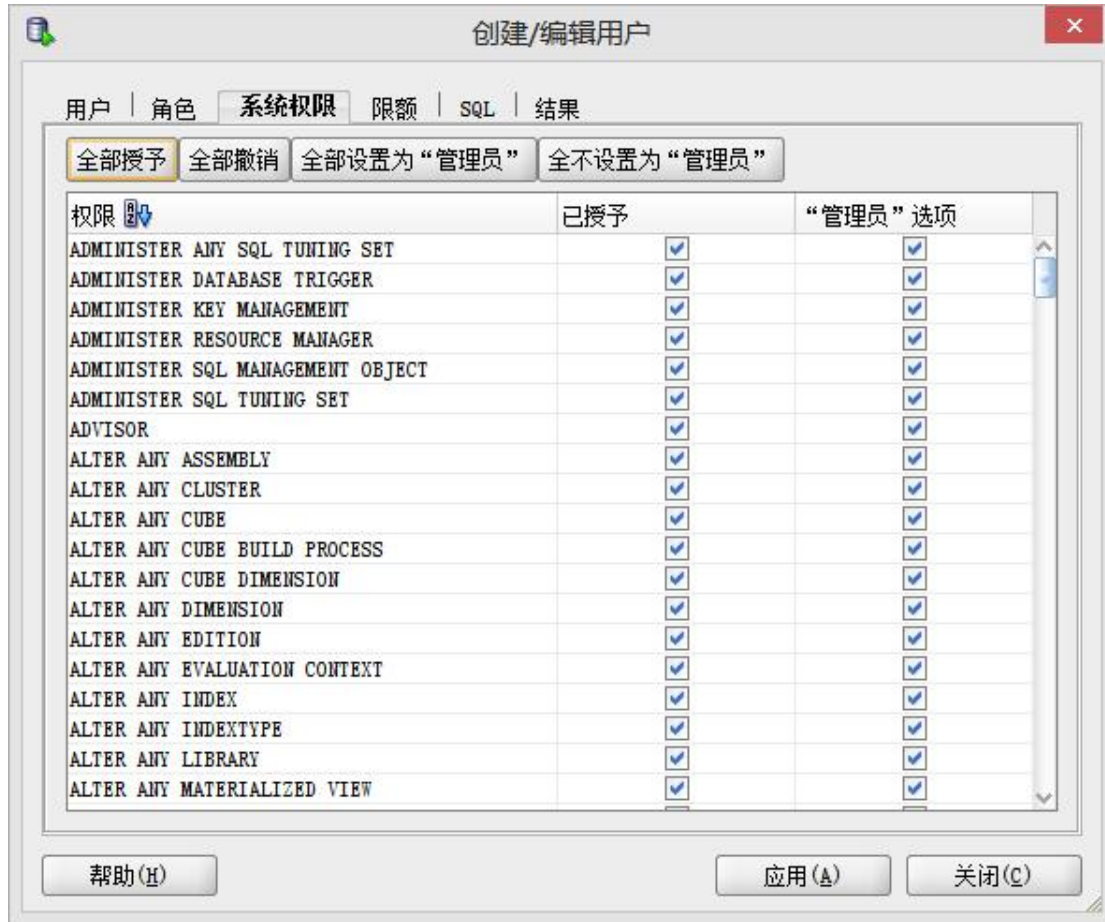 创建/编辑用户
用户 角色 系统权限 限额 SQL 结果
全部授予 全部撤销 全部设置为“管理员” 全不设置为“管理员”
权限 已授予 “管理员”选项
ADMINISTER ANY SQL TUNING SET
ADMINISTER DATABASE TRIGGER
ADMINISTER KEY MANAGEMENT
ADMINISTER RESOURCE MANAGER
ADMINISTER SQL MANAGEMENT OBJECT
ADMINISTER SQL TUNING SET
ADVISOR
ALTER ANY ASSEMBLY
ALTER ANY CLUSTER
ALTER ANY CUBE
ALTER ANY CUBE BUILD PROCESS
ALTER ANY CUBE DIMENSION
ALTER ANY DIMENSION
ALTER ANY EDITION
ALTER ANY EVALUATION CONTEXT
ALTER ANY INDEX
ALTER ANY INDEXTYPE
ALTER ANY LIBRARY
ALTER ANY MATERIALIZED VIEW
帮助(H) 应用(A) 关闭(C)